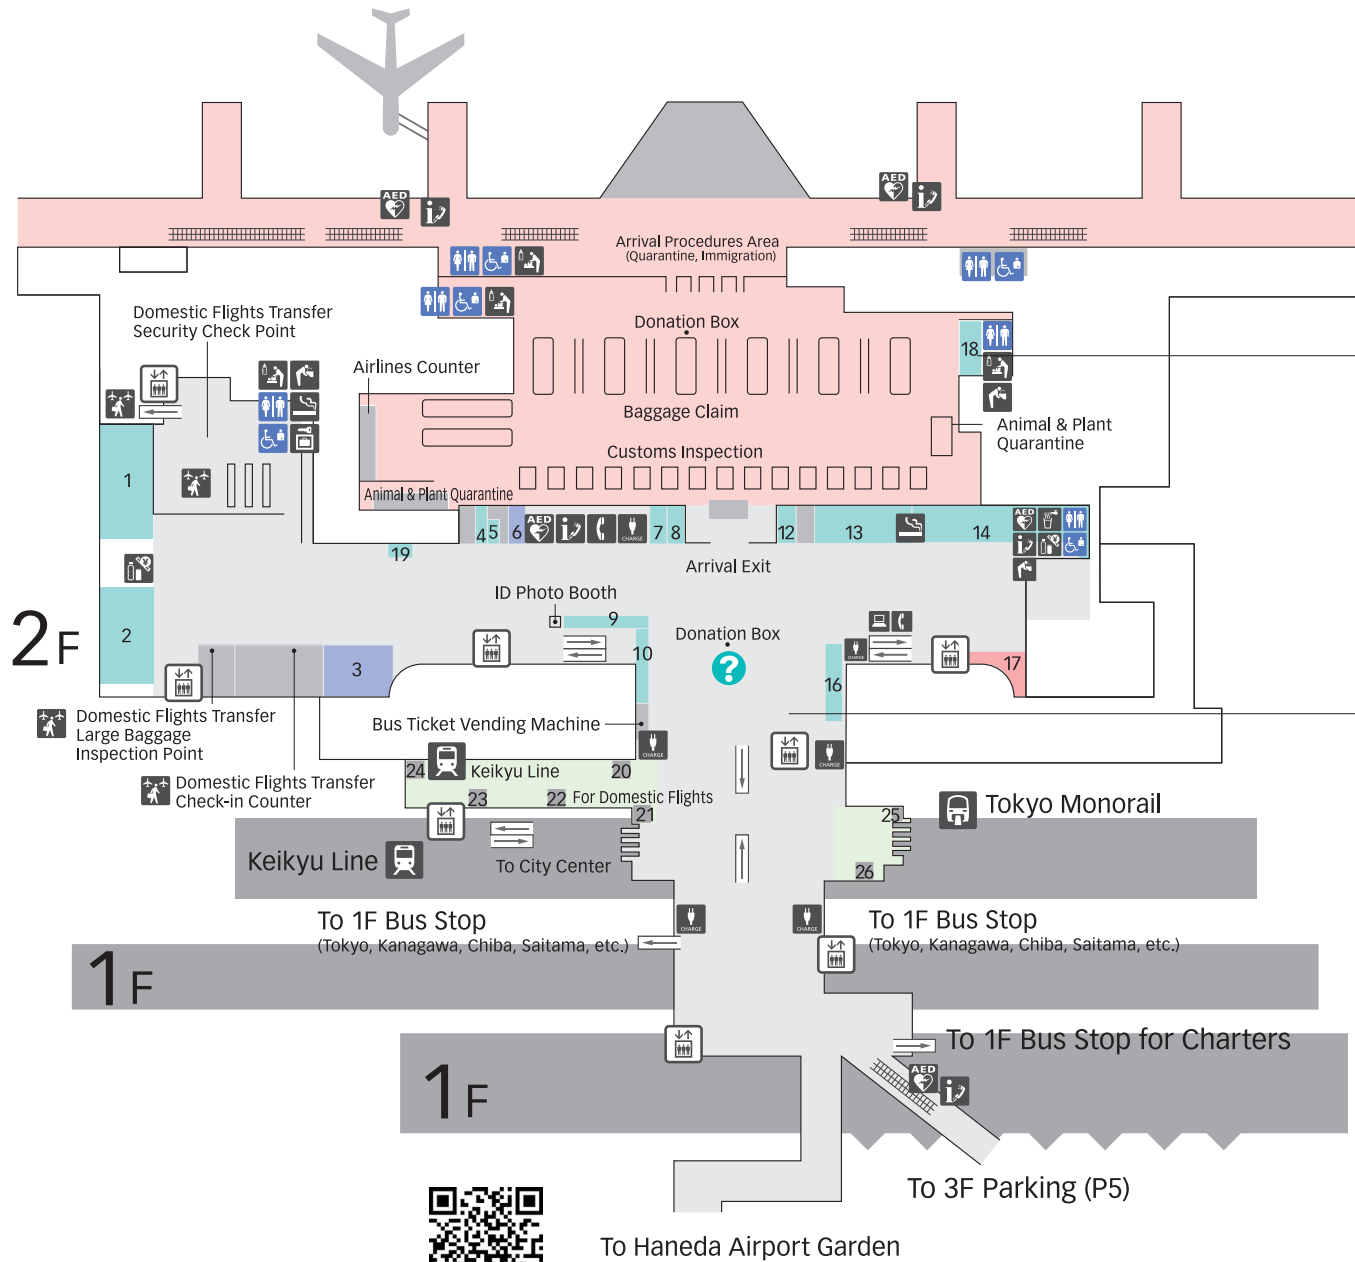 AED
AED
Arrival Procedures Area
(Quarantine, Immigration)
Domestic Flights Transfer
Security Check Point
Donation Box
18
Airlines Counter
Baggage Claim
Animal & Plant
Quarantine
Customs Inspection
1
Animal & Plant Quarantine
4
5
6
AED
CHARGE
7
8
12
13
14
AED
19
Arrival Exit
ID Photo Booth
9
2F
2
Donation Box
10
?
CHARGE
3
17
16
Domestic Flights Transfer
Large Baggage
Inspection Point
Bus Ticket Vending Machine
CHARGE
CHARGE
24
Keikyu Line
20
Domestic Flights Transfer
Check-in Counter
23
22
For Domestic Flights
21
25
Tokyo Monorail
Keikyu Line
To City Center
26
To 1F Bus Stop
(Tokyo, Kanagawa, Chiba, Saitama, etc.)
CHARGE
CHARGE
To 1F Bus Stop
(Tokyo, Kanagawa, Chiba, Saitama, etc.)
1F
To 1F Bus Stop for Charters
1F
AED
To 3F Parking (P5)
To Haneda Airport Garden